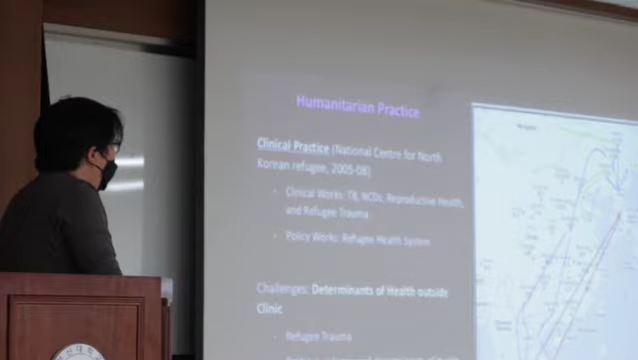 Humanitarian Practice
Clinical Practice (National Centre for North
Korean refugee, 2005-08)
Clinical Works: TB, NCDs, Reproductive Health,
and Refugee Trauma
Policy Works: Refugee Health System
Challenges: Determinants of Health outside
Clinic
Refugee Trauma